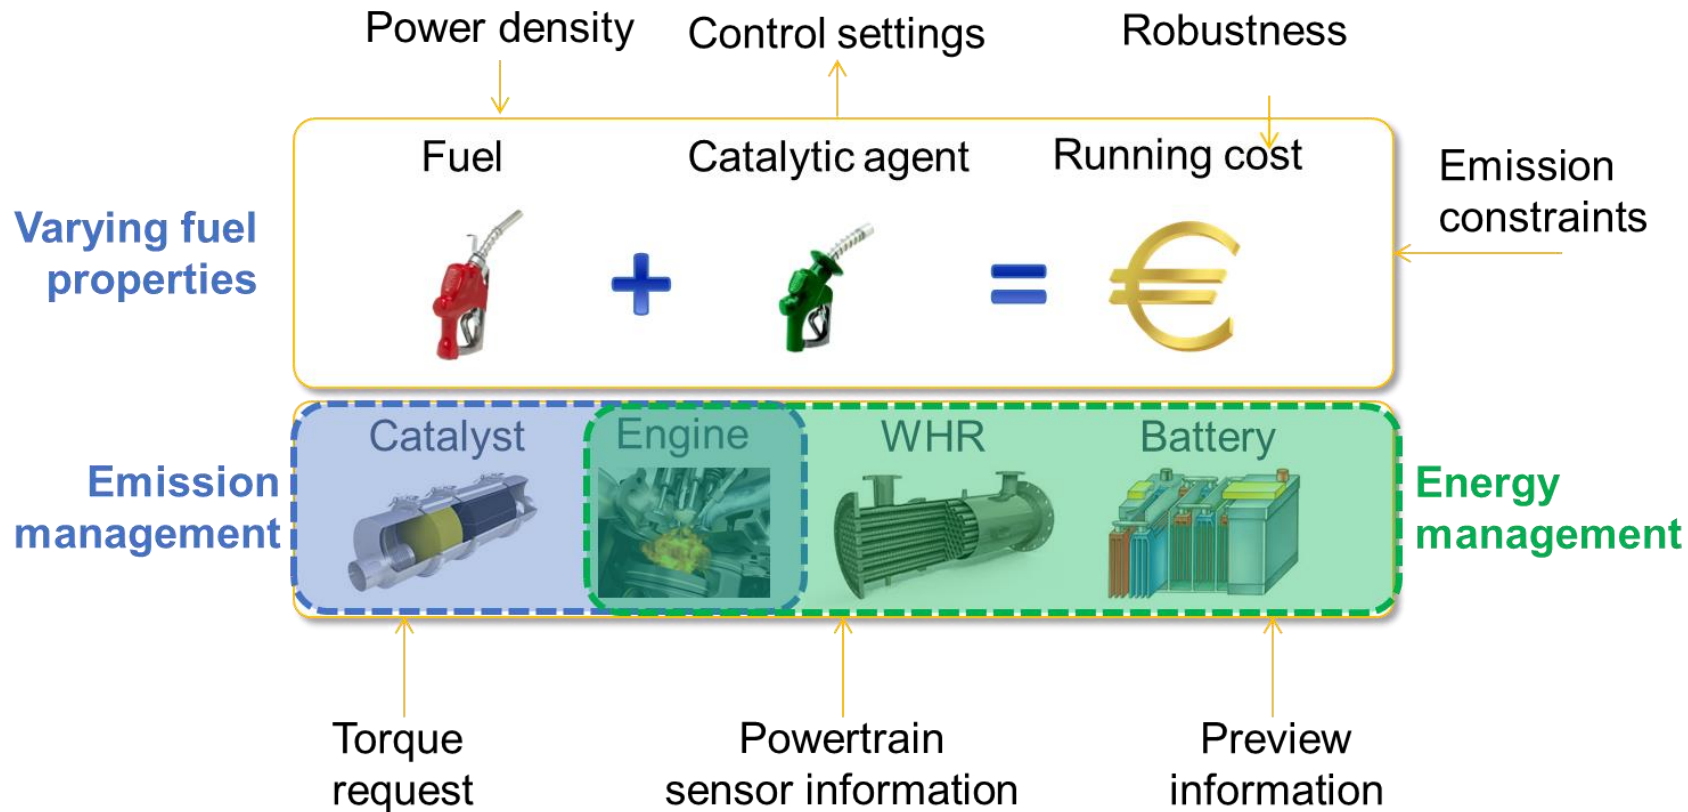 Power density
Control settings
Robustness
Fuel
Catalytic agent
Running cost
Emission
constraints
Varying fuel
properties
+
=
€
Catalyst
Engine
WHR
Battery
Emission
management
Energy
management
Torque
request
Powertrain
sensor information
Preview
information